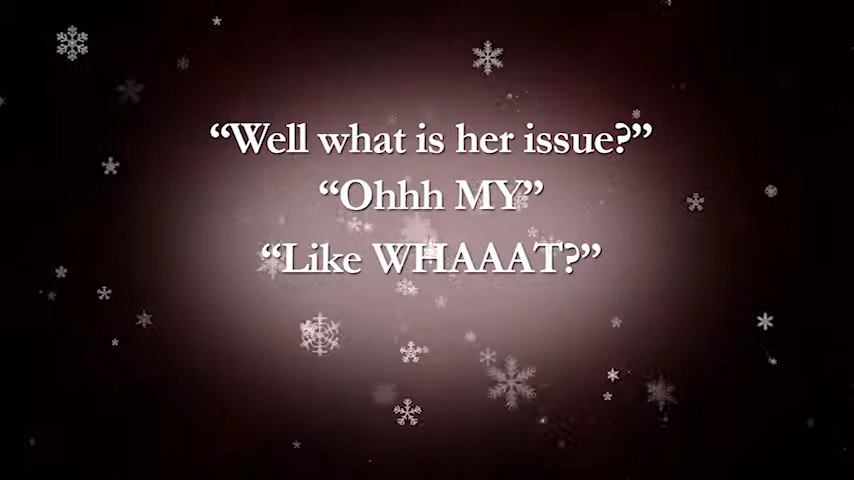 “Well what is her issue?”
“Ohhh MY”
“Like WHAAAT?”